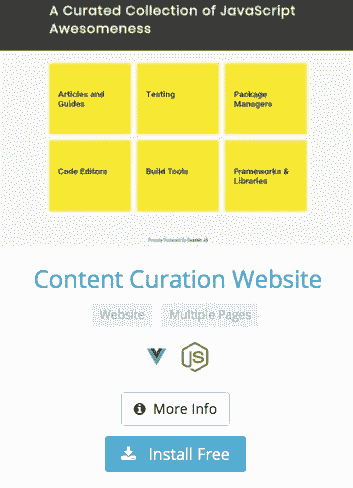 A Curated Collection of JavaScript
Awesomeness
Articles and
Guides
Testing
Package
Managers
Code Editors
Build Tools
Frameworks &
Libraries
Content Curation Website
Website
Multiple Pages
JS
More Info
Install Free